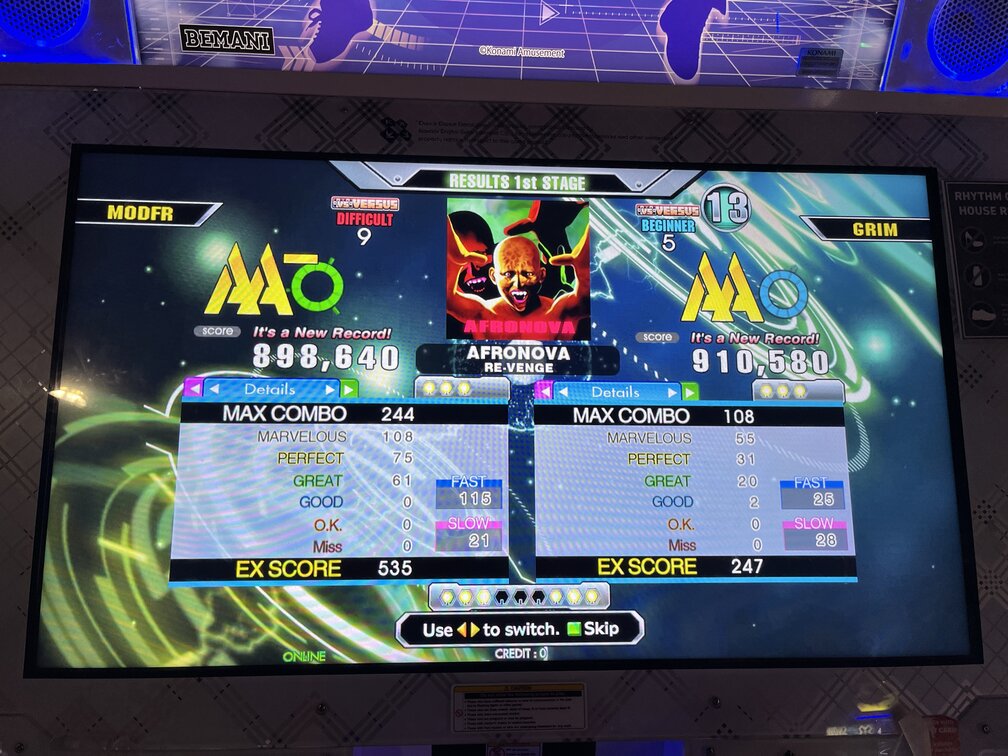 BEMANI
©Konami Amusement
KONAMI
RESULTS 1st STAGE
MODFR
VERSUS
DIFFICULT
9
AFRONOVA
VERSUS
BEGINNER
5
13
GRIM
AA-
score It's a New Record!
898,640
AFRONOVA
RE-VENGE
AA
score It's a New Record!
910,580
Details
MAX COMBO 244
MARVELOUS 108
PERFECT 75
GREAT 61
GOOD 0
O.K. 0
Miss 0
FAST
115
SLOW
21
EX SCORE 535
Details
MAX COMBO 108
MARVELOUS 55
PERFECT 31
GREAT 20
GOOD 2
O.K. 0
Miss 0
FAST
25
SLOW
28
EX SCORE 247
Use to switch. Skip
ONLINE
CREDIT : 0
RHYTHM
HOUSE
CAUTION